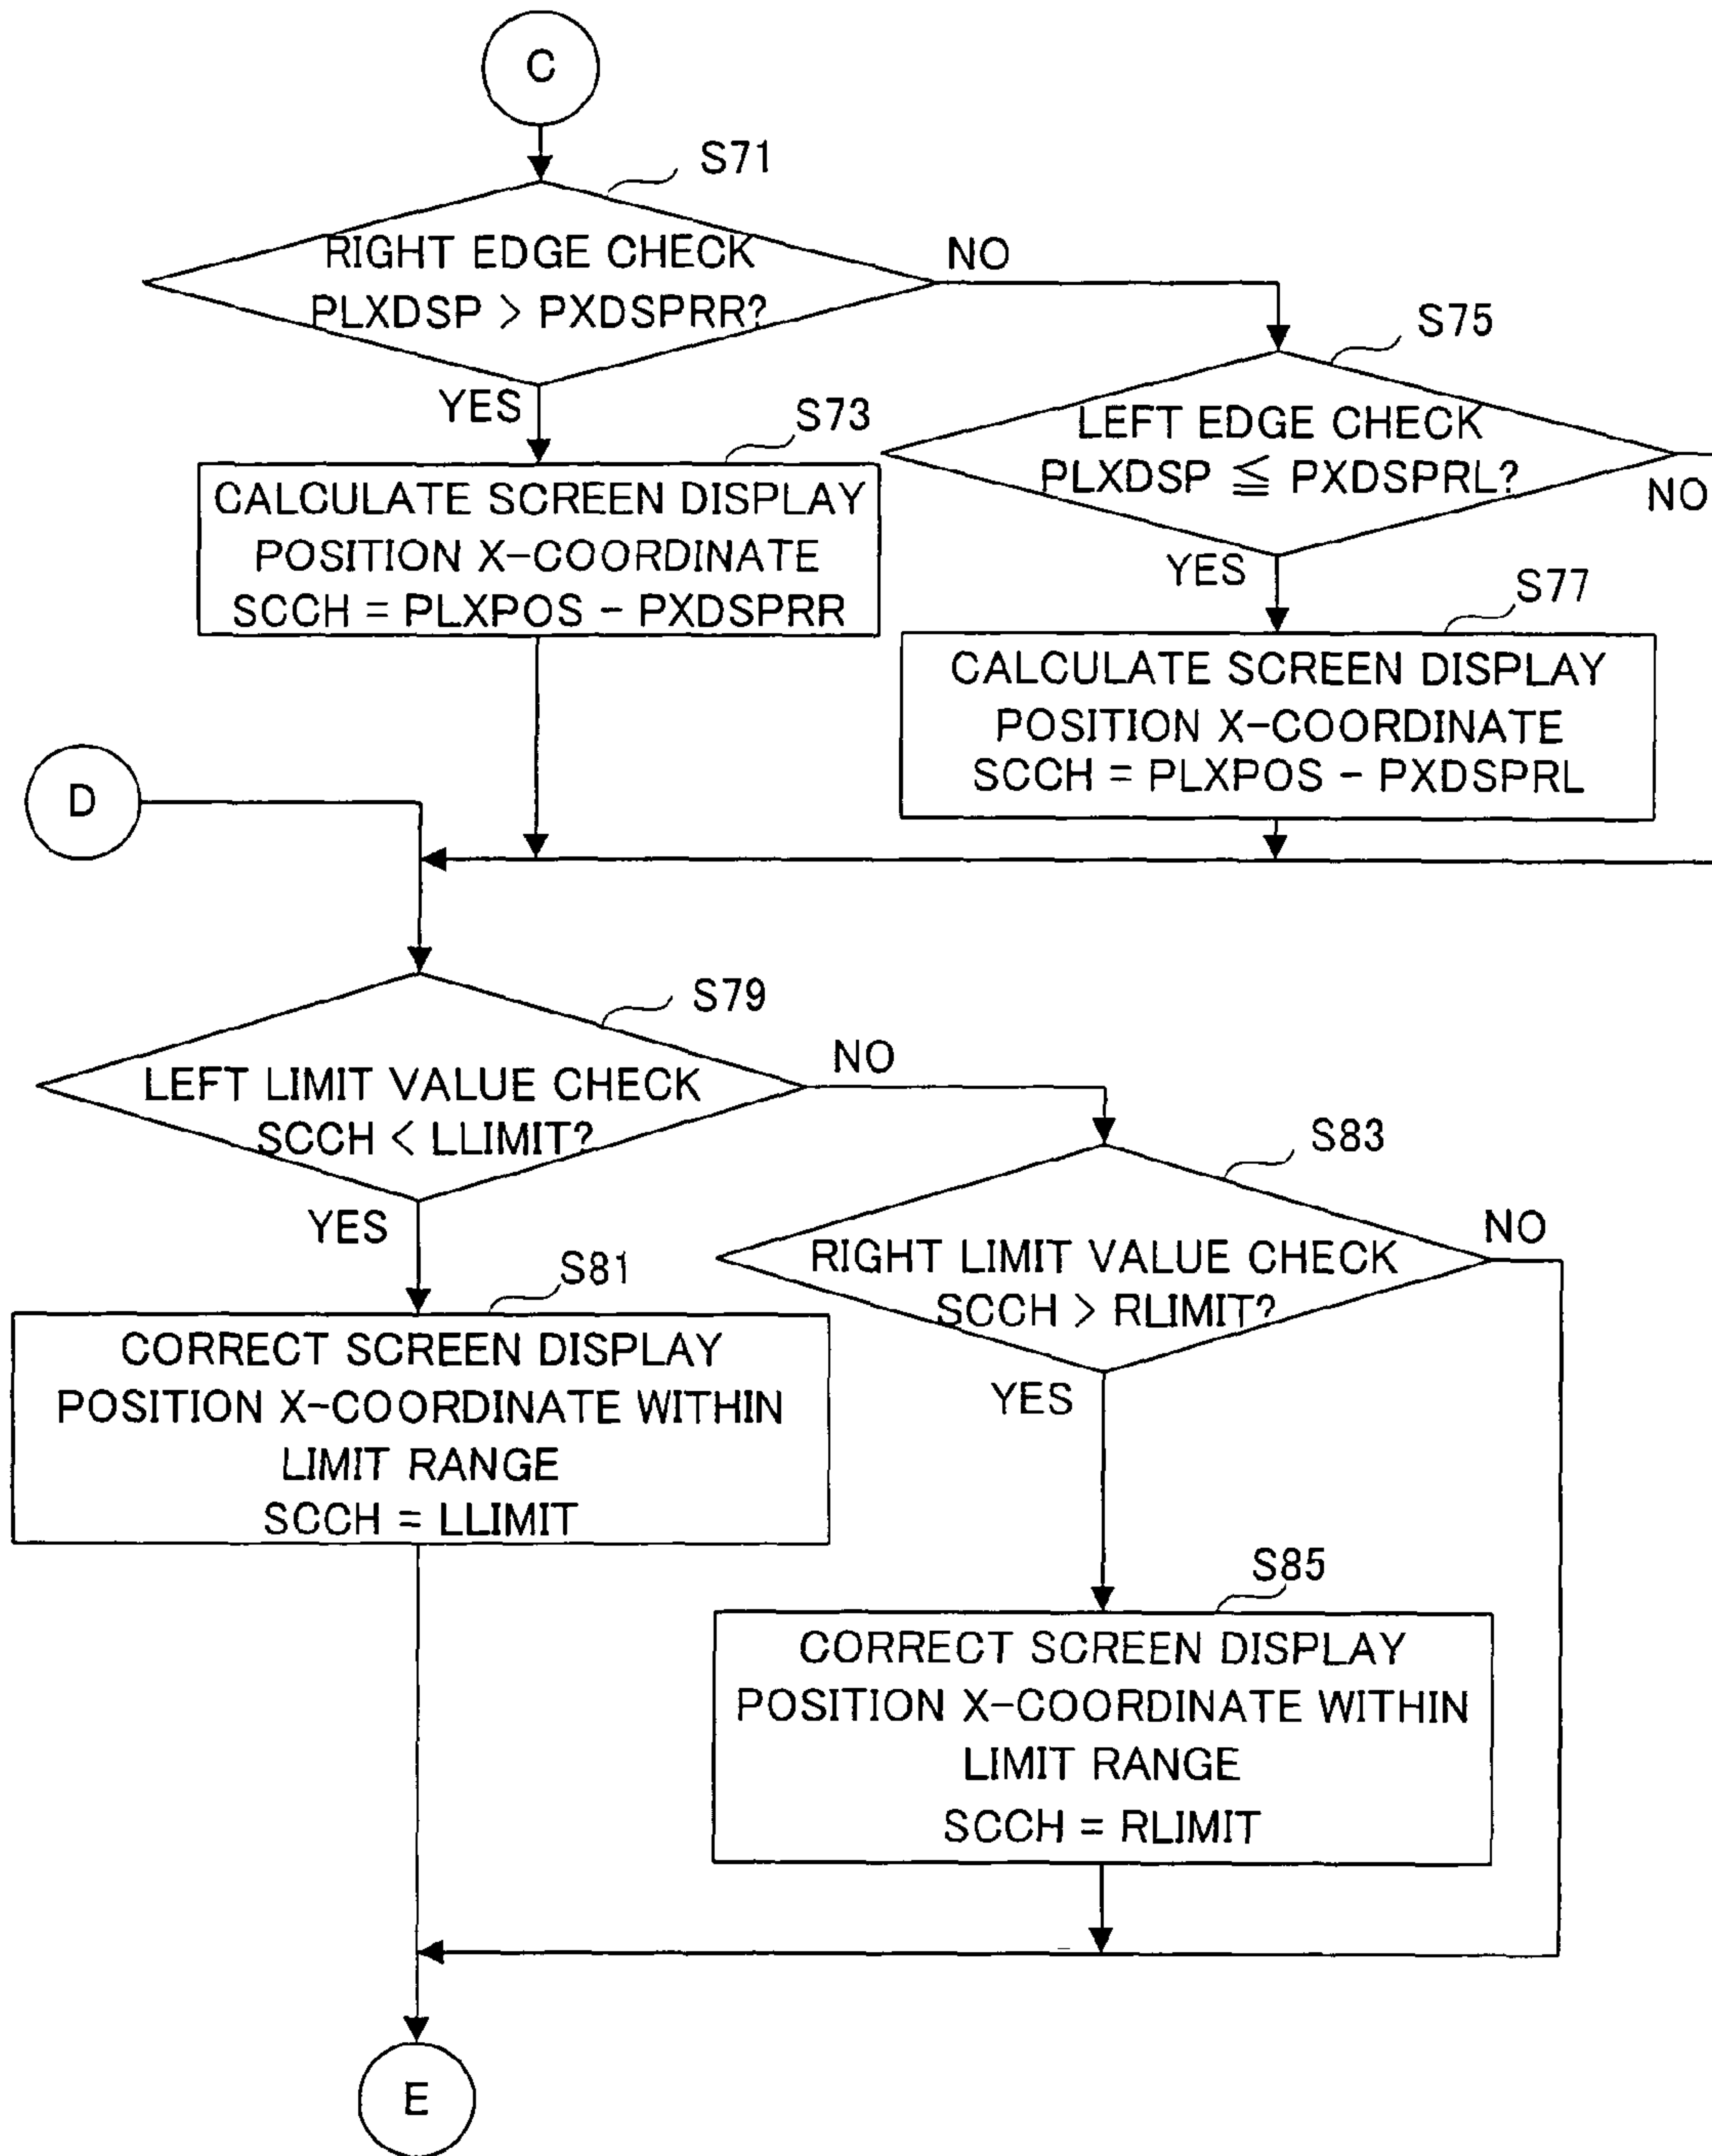 C
S71
RIGHT EDGE CHECK
PLXDSP > PXDSPRR?
NO
YES
S75
LEFT EDGE CHECK
PLXDSP ≦ PXDSPRL?
NO
YES
S73
CALCULATE SCREEN DISPLAY
POSITION X-COORDINATE
SCCH = PLXPOS - PXDSPRR
S77
CALCULATE SCREEN DISPLAY
POSITION X-COORDINATE
SCCH = PLXPOS - PXDSPRL
D
S79
LEFT LIMIT VALUE CHECK
SCCH < LLIMIT?
NO
YES
S83
RIGHT LIMIT VALUE CHECK
SCCH > RLIMIT?
NO
YES
S81
CORRECT SCREEN DISPLAY
POSITION X-COORDINATE WITHIN
LIMIT RANGE
SCCH = LLIMIT
S85
CORRECT SCREEN DISPLAY
POSITION X-COORDINATE WITHIN
LIMIT RANGE
SCCH = RLIMIT
E